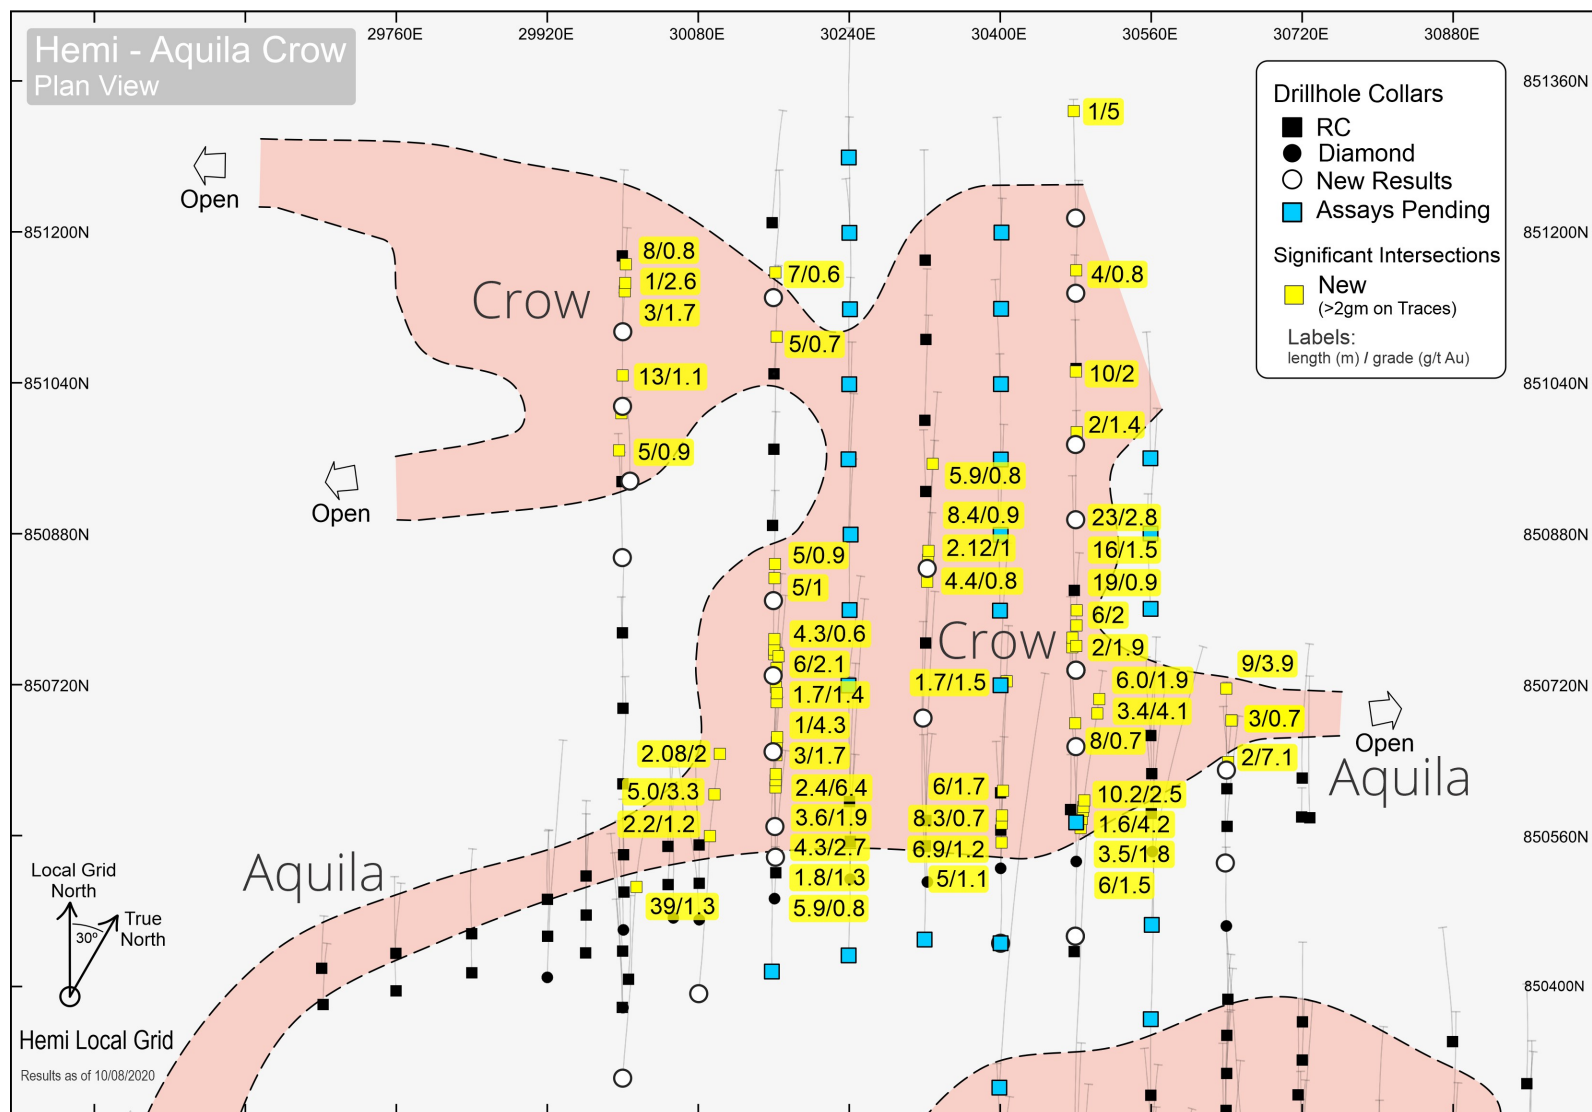 Hemi - Aquila Crow
Plan View
29760E
29920E
30080E
30240E
30400E
30560E
30720E
30880E
851360N
851200N
851040N
850880N
850720N
850560N
850400N
851200N
851040N
850880N
850720N
Drillhole Collars
RC
Diamond
New Results
Assays Pending
Significant Intersections
New
(>2gm on Traces)
Labels:
length (m) / grade (g/t Au)
Open
Open
Open
Crow
Crow
Aquila
Aquila
8/0.8
1/2.6
3/1.7
13/1.1
5/0.9
7/0.6
5/0.7
5/0.9
5/1
4.3/0.6
6/2.1
1.7/1.4
1/4.3
3/1.7
2.4/6.4
3.6/1.9
4.3/2.7
1.8/1.3
5.9/0.8
2.08/2
5.0/3.3
2.2/1.2
39/1.3
5.9/0.8
8.4/0.9
2.12/1
4.4/0.8
1.7/1.5
6/1.7
8.3/0.7
6.9/1.2
5/1.1
1/5
4/0.8
10/2
2/1.4
23/2.8
16/1.5
19/0.9
6/2
2/1.9
6.0/1.9
3.4/4.1
8/0.7
10.2/2.5
1.6/4.2
3.5/1.8
6/1.5
9/3.9
3/0.7
2/7.1
Local Grid
North
True
North
30º
Hemi Local Grid
Results as of 10/08/2020